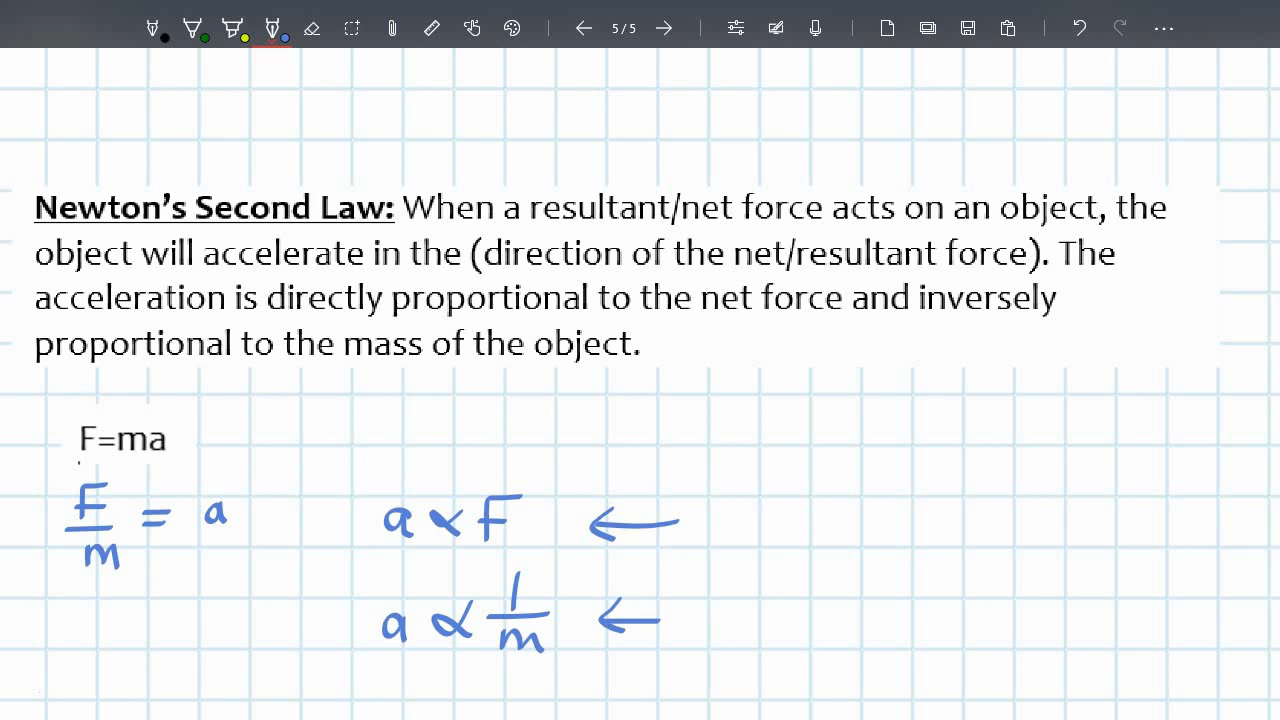 5/5
Newton's Second Law: When a resultant/net force acts on an object, the
object will accelerate in the (direction of the net/resultant force). The
acceleration is directly proportional to the net force and inversely
proportional to the mass of the object.
F=ma
F/m = a
a ∝ F ←
a ∝ 1/m ←